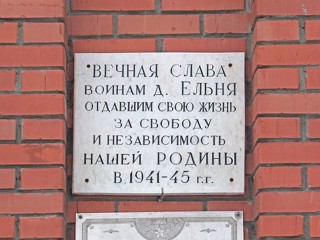 "ВЕЧНАЯ СЛАВА"
ВОИНАМ Д. ЕЛЬНЯ
ОТДАВШИМ СВОЮ ЖИЗНЬ
ЗА СВОБОДУ
И НЕЗАВИСИМОСТЬ
НАШЕЙ РОДИНЫ
В 1941-45 г.г.